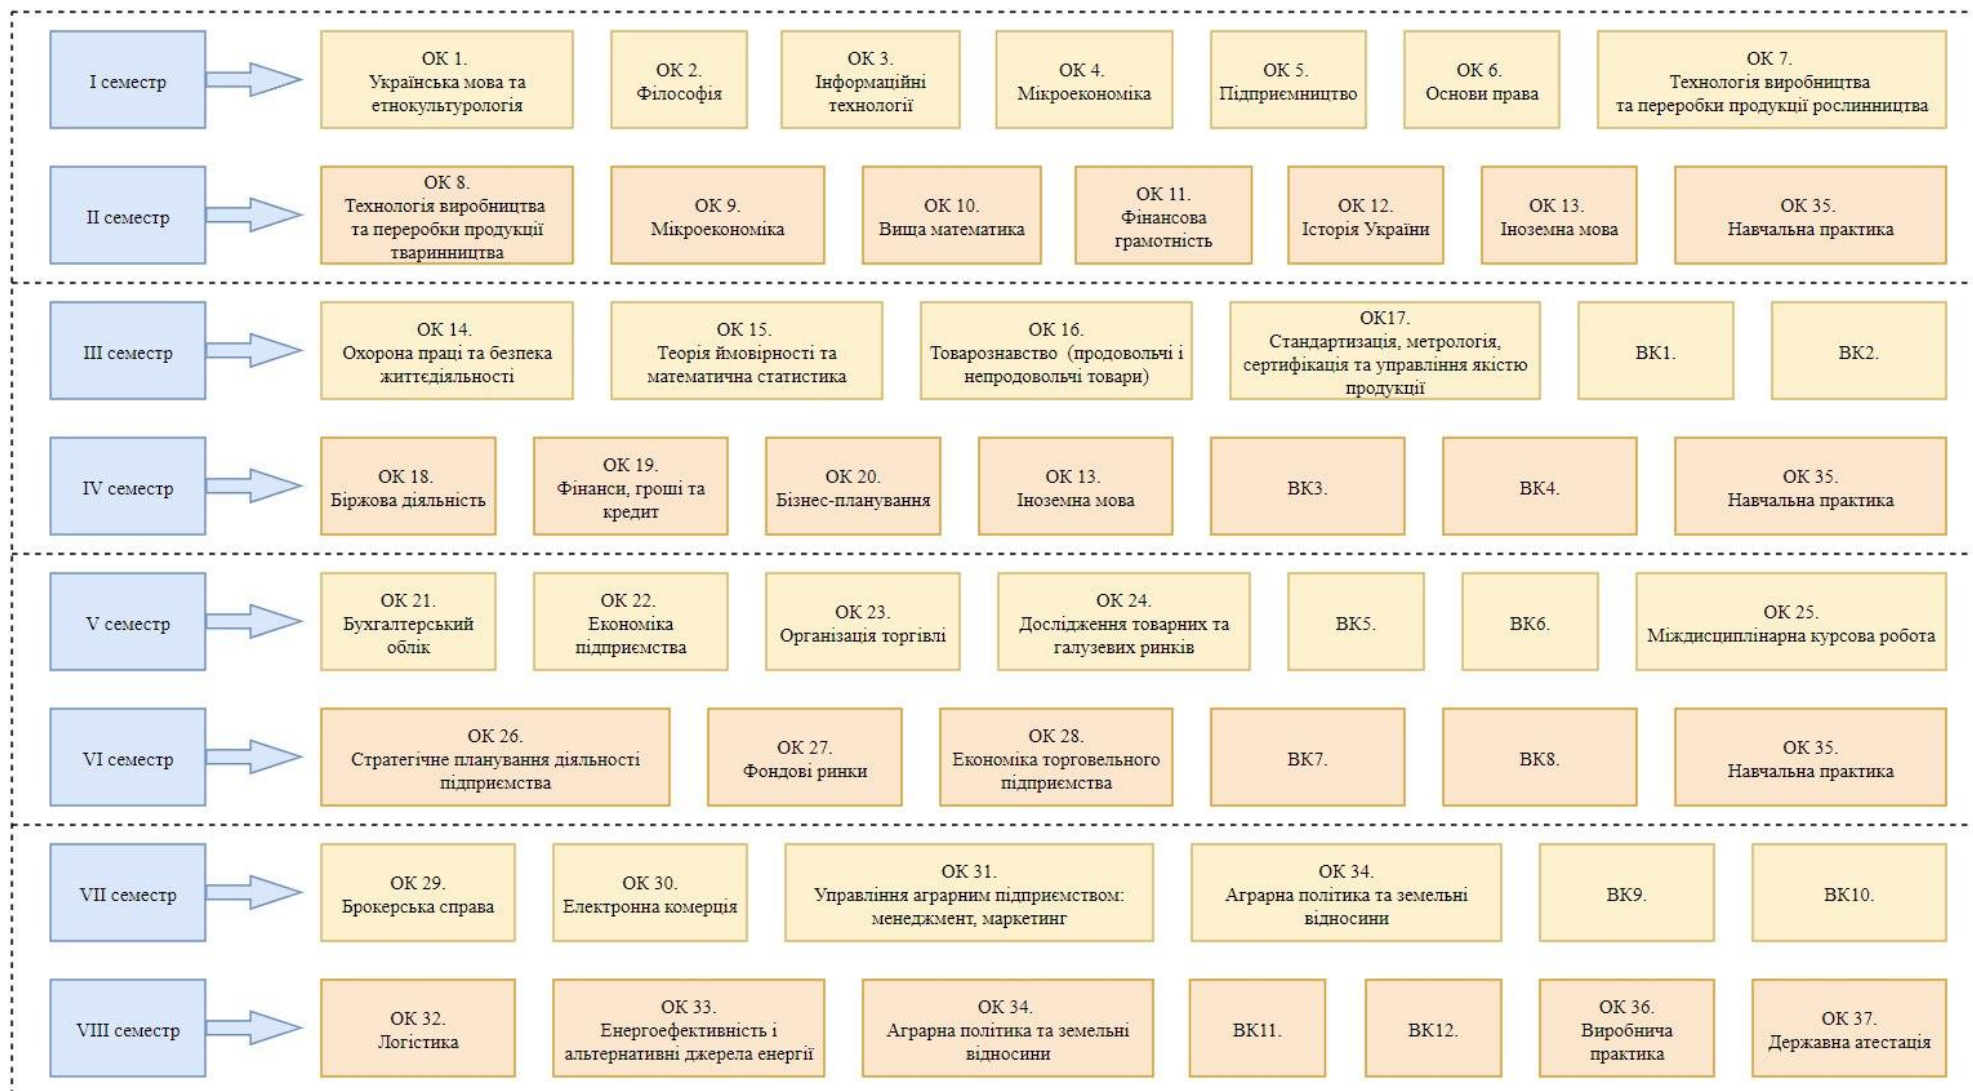 I семестр
ОК 1.
Українська мова та
етнокультурологія
ОК 2.
Філософія
ОК 3.
Інформаційні
технології
ОК 4.
Мікроекономіка
ОК 5.
Підприємництво
ОК 6.
Основи права
ОК 7.
Технологія виробництва
та переробки продукції рослинництва
II семестр
ОК 8.
Технологія виробництва
та переробки продукції
тваринництва
ОК 9.
Мікроекономіка
ОК 10.
Вища математика
ОК 11.
Фінансова
грамотність
ОК 12.
Історія України
ОК 13.
Іноземна мова
ОК 35.
Навчальна практика
III семестр
ОК 14.
Охорона праці та безпека
життєдіяльності
ОК 15.
Теорія ймовірності та
математична статистика
ОК 16.
Товарознавство (продовольчі і
непродовольчі товари)
ОК17.
Стандартизація, метрологія,
сертифікація та управління якістю
продукції
ВК1.
ВК2.
IV семестр
ОК 18.
Біржова діяльність
ОК 19.
Фінанси, гроші та
кредит
ОК 20.
Бізнес-планування
ОК 13.
Іноземна мова
ВК3.
ВК4.
ОК 35.
Навчальна практика
V семестр
ОК 21.
Бухгалтерський
облік
ОК 22.
Економіка
підприємства
ОК 23.
Організація торгівлі
ОК 24.
Дослідження товарних та
галузевих ринків
ВК5.
ВК6.
ОК 25.
Міждисциплінарна курсова робота
VI семестр
ОК 26.
Стратегічне планування діяльності
підприємства
ОК 27.
Фондові ринки
ОК 28.
Економіка торговельного
підприємства
ВК7.
ВК8.
ОК 35.
Навчальна практика
VII семестр
ОК 29.
Брокерська справа
ОК 30.
Електронна комерція
ОК 31.
Управління аграрним підприємством:
менеджмент, маркетинг
ОК 34.
Аграрна політика та земельні
відносини
ВК9.
ВК10.
VIII семестр
ОК 32.
Логістика
ОК 33.
Енергоефективність і
альтернативні джерела енергії
ОК 34.
Аграрна політика та земельні
відносини
ВК11.
ВК12.
ОК 36.
Виробнича
практика
ОК 37.
Державна атестація